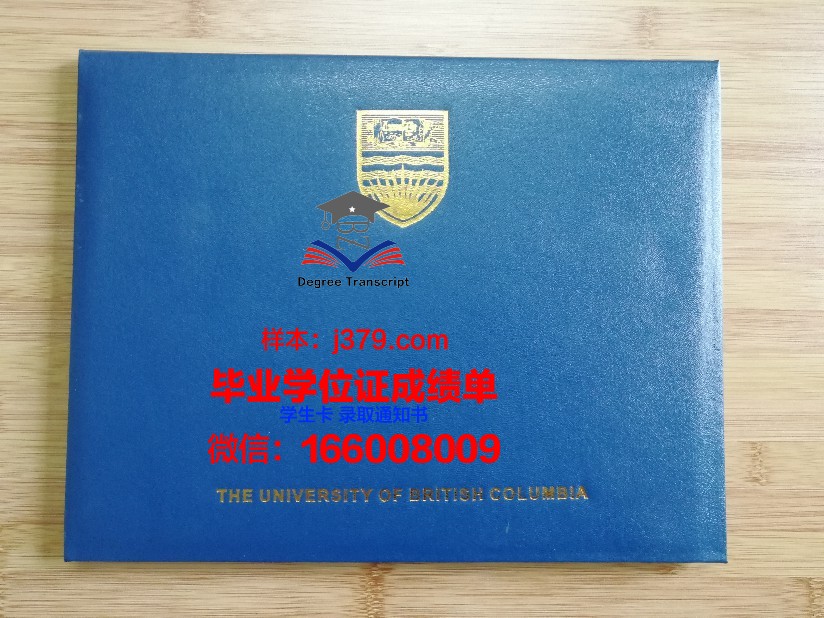 Degree Transcript
样本：j379.com
毕业学位证成绩单
学生卡 录取通知书
微信：166008009
THE UNIVERSITY OF BRITISH COLUMBIA